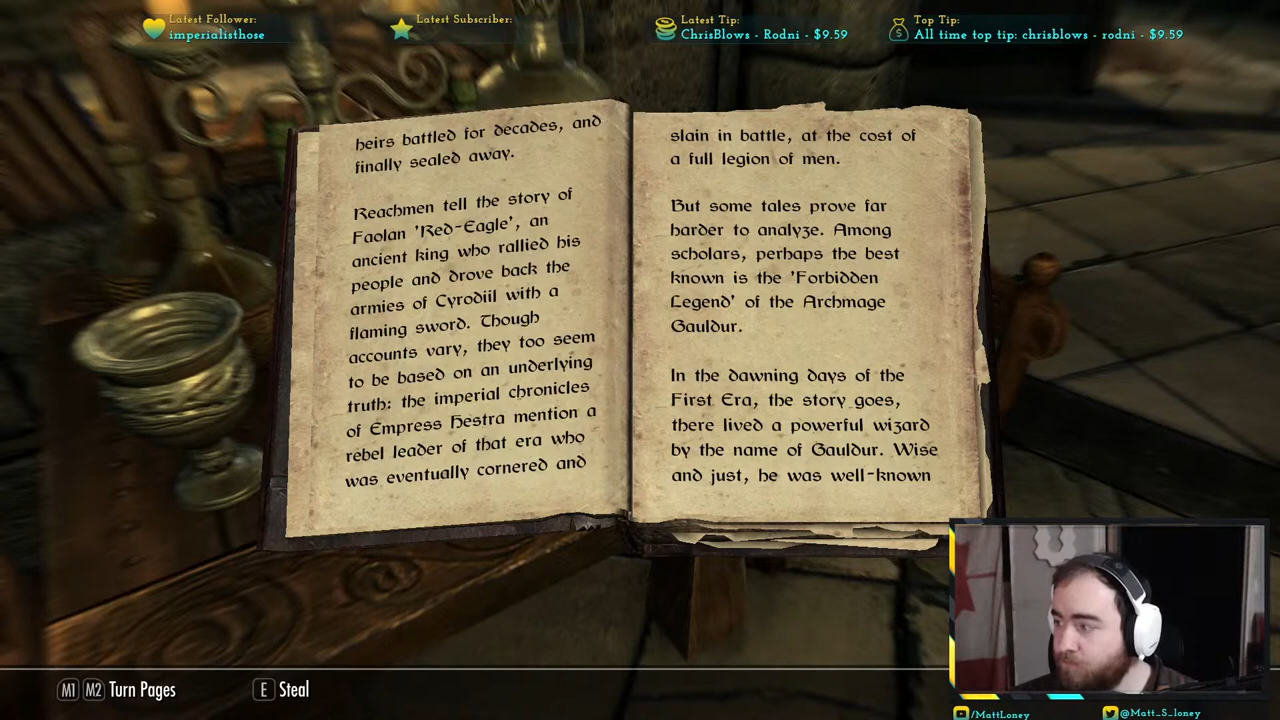 Latest Follower:
imperialisthose
Latest Subscriber:
Latest Tip:
ChrisBlows - Rodni - $9.59
Top Tip:
All time top tip: chrisblows - rodni - $9.59
heirs battled for decades, and
finally sealed away.
Reachmen tell the story of
Faolan 'Red-Eagle', an
ancient king who rallied his
people and drove back the
armies of Cyrodiil with a
flaming sword. Though
accounts vary, they too seem
to be based on an underlying
truth: the imperial chronicles
of Empress Hestra mention a
rebel leader of that era who
was eventually cornered and
slain in battle, at the cost of
a full legion of men.
But some tales prove far
harder to analyze. Among
scholars, perhaps the best
known is the 'Forbidden
Legend' of the Archmage
Gauldur.
In the dawning days of the
First Era, the story goes,
there lived a powerful wizard
by the name of Gauldur. Wise
and just, he was well-known
M1 M2 Turn Pages
E Steal
/MattLoney
@Matt_S_loney